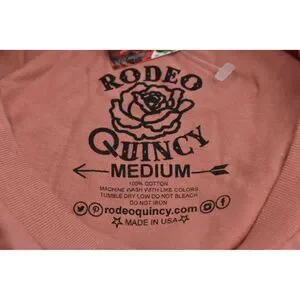 RODEO
QUINCY
MEDIUM
100% COTTON
MACHINE WASH WITH LIKE COLORS
TUMBLE DRY LOW DO NOT BLEACH
DO NOT IRON
rodeoquincy.com
MADE IN USA